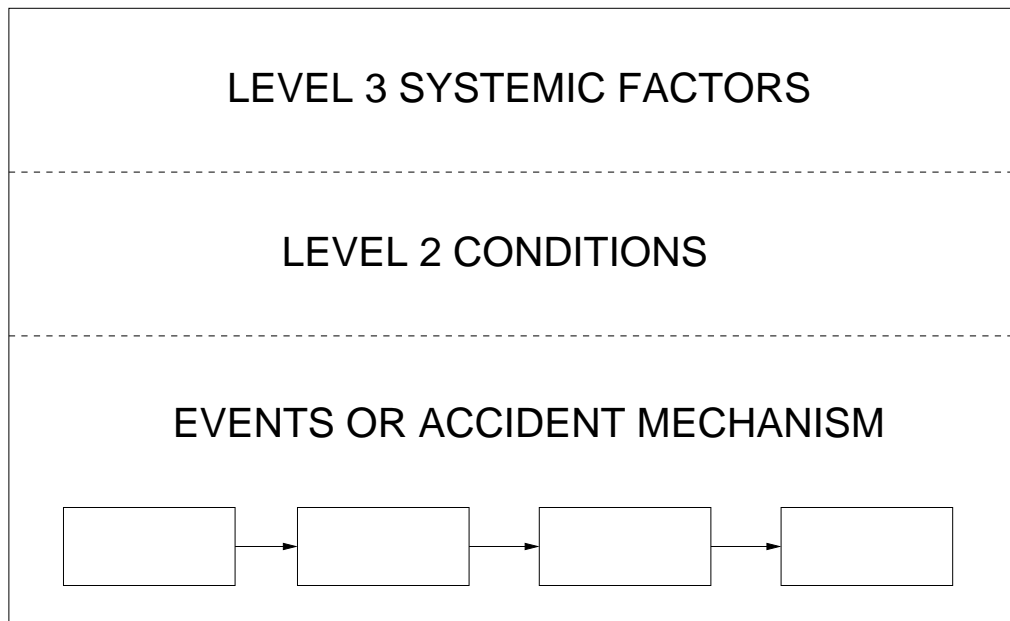 LEVEL 3 SYSTEMIC FACTORS
LEVEL 2 CONDITIONS
EVENTS OR ACCIDENT MECHANISM